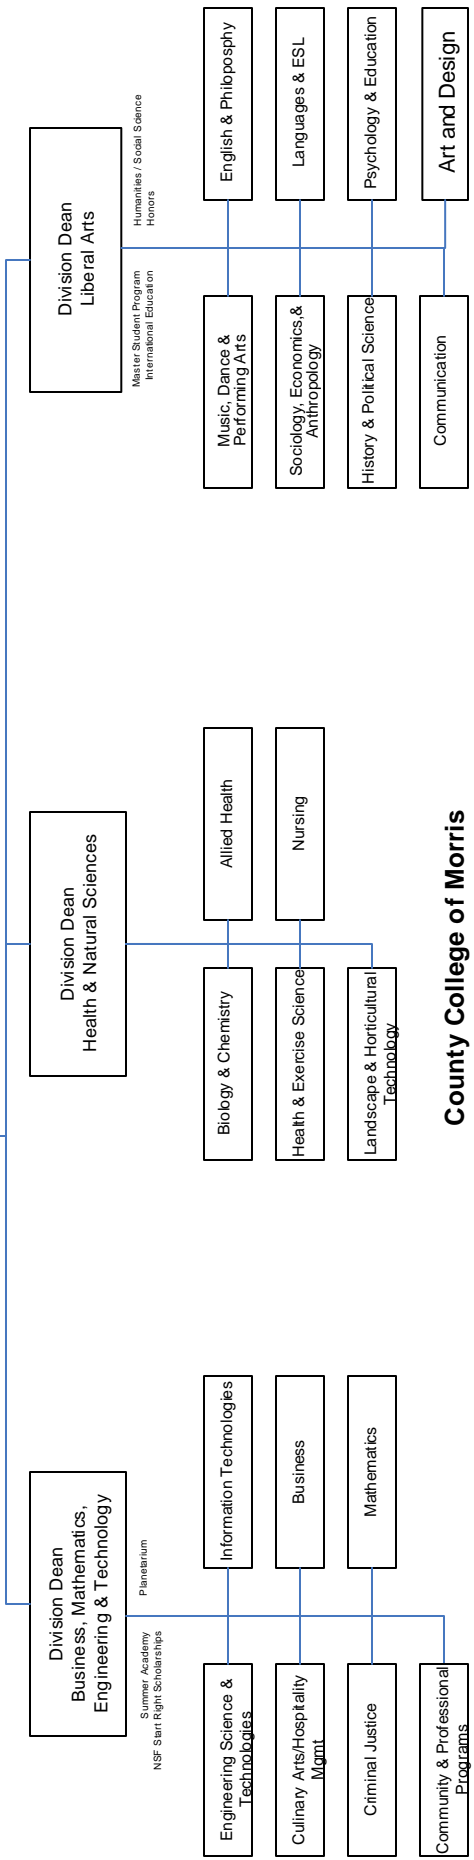 Division Dean
Business, Mathematics,
Engineering & Technology
Summer Academy
NSF Start Right Scholarships
Planetarium
Engineering Science &
Technologies
Information Technologies
Culinary Arts/Hospitality
Mgmt
Business
Criminal Justice
Mathematics
Community & Professional
Programs
Division Dean
Health & Natural Sciences
Biology & Chemistry
Allied Health
Health & Exercise Science
Nursing
Landscape & Horticultural
Technology
Division Dean
Liberal Arts
Master Student Program
International Education
Humanities / Social Science
Honors
Music, Dance &
Performing Arts
English & Philoposphy
Sociology, Economics,&
Anthropology
Languages & ESL
History & Political Science
Psychology & Education
Communication
Art and Design
County College of Morris